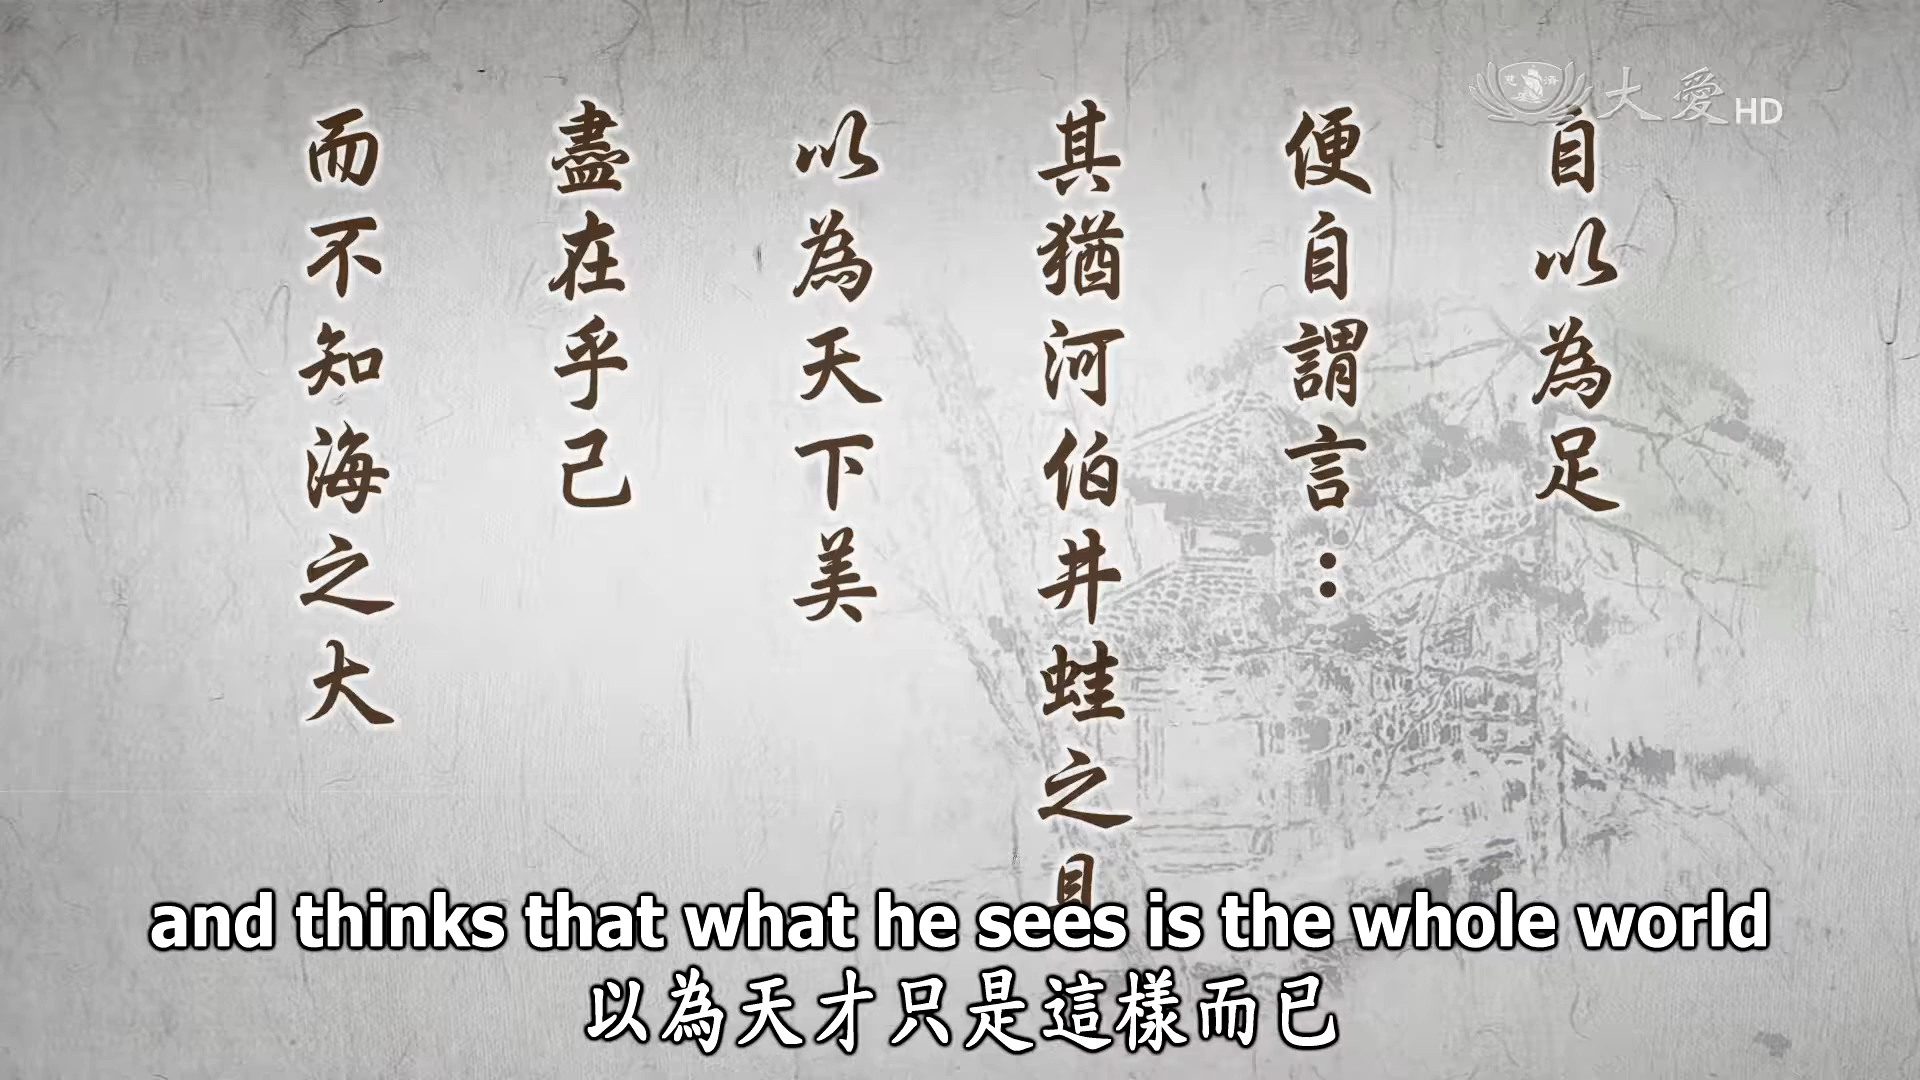 大愛HD
自以為足
便自謂言：
其猶河伯井蛙之見
以為天下美
盡在乎己
而不知海之大
and thinks that what he sees is the whole world
以為天才只是這樣而已